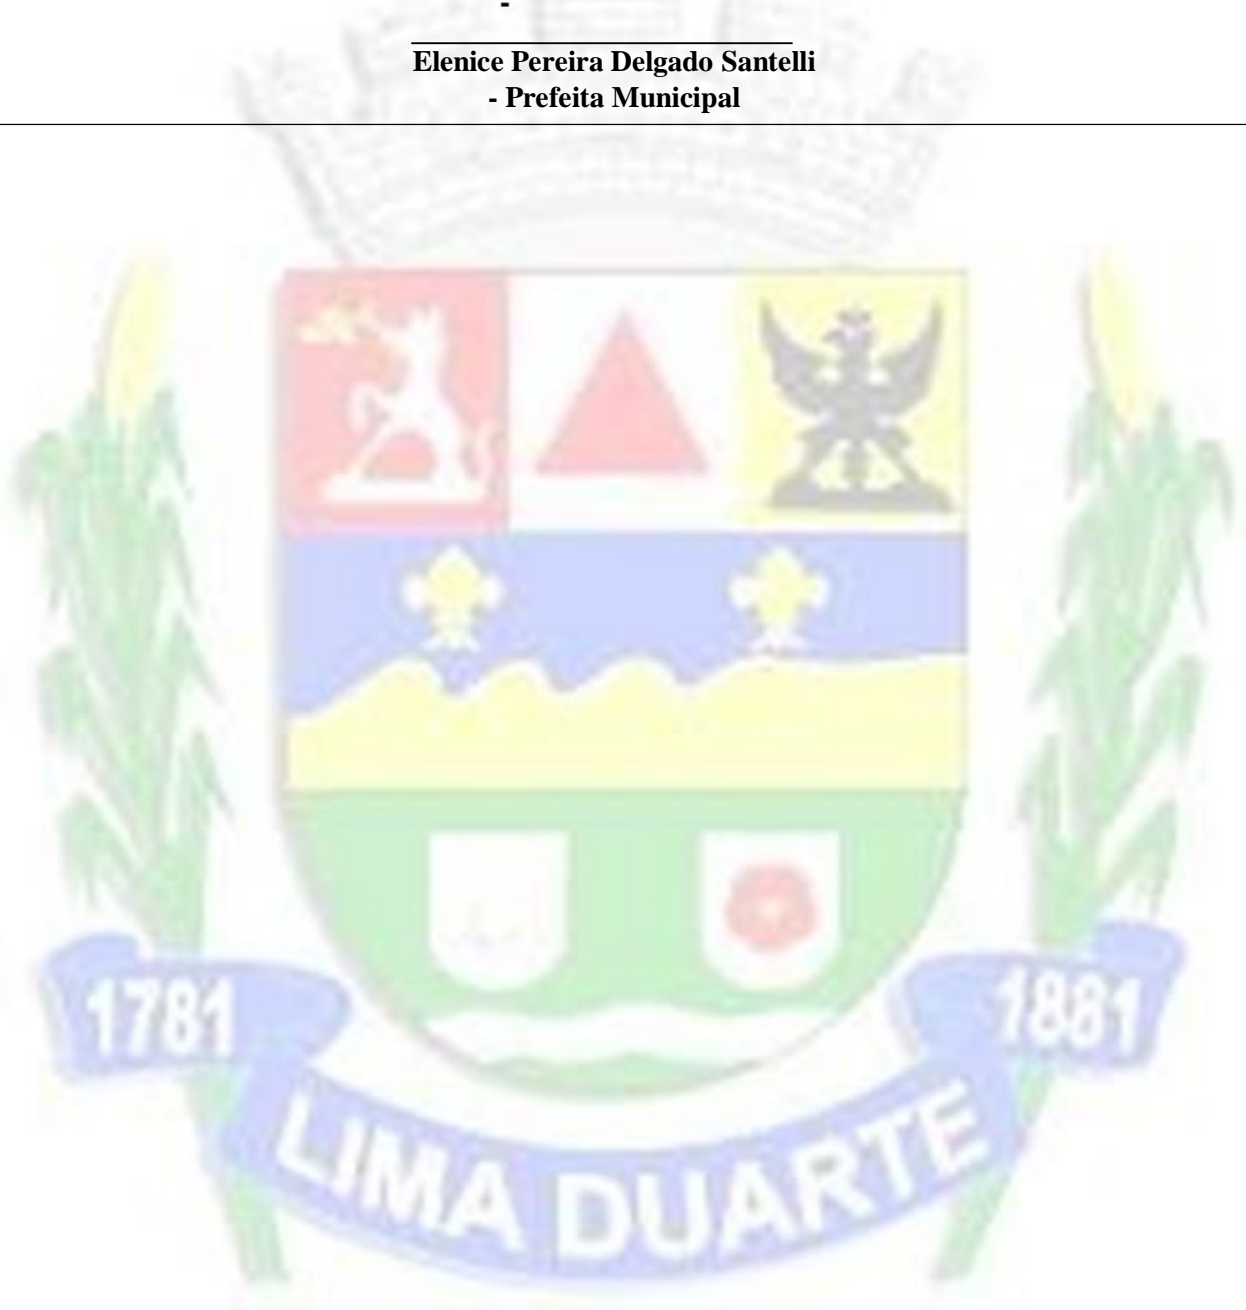 -
Elenice Pereira Delgado Santelli
- Prefeita Municipal
1781
1881
LIMA DUARTE